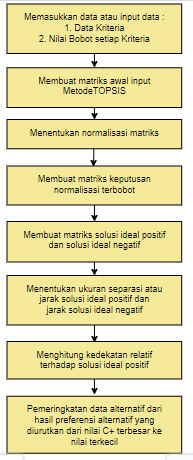 Memasukkan data atau input data :
1. Data Kriteria
2. Nilai Bobot setiap Kriteria
Membuat matriks awal input
MetodeTOPSIS
Menentukan normalisasi matriks
Membuat matriks keputusan
normalisasi terbobot
Membuat matriks solusi ideal positif
dan solusi ideal negatif
Menentukan ukuran separasi atau
jarak solusi ideal positif dan
jarak solusi ideal negatif
Menghitung kedekatan relatif
terhadap solusi ideal positif
Pemeringkatan data alternatif dari
hasil preferensi alternatif yang
diurutkan dari nilai C+ terbesar ke
nilai terkecil